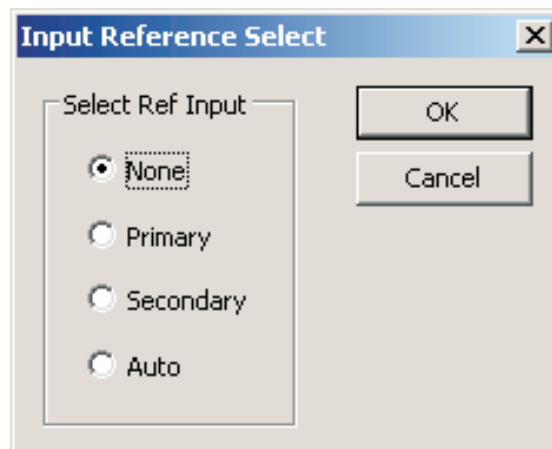 Input Reference Select
Select Ref Input
None
Primary
Secondary
Auto
OK
Cancel